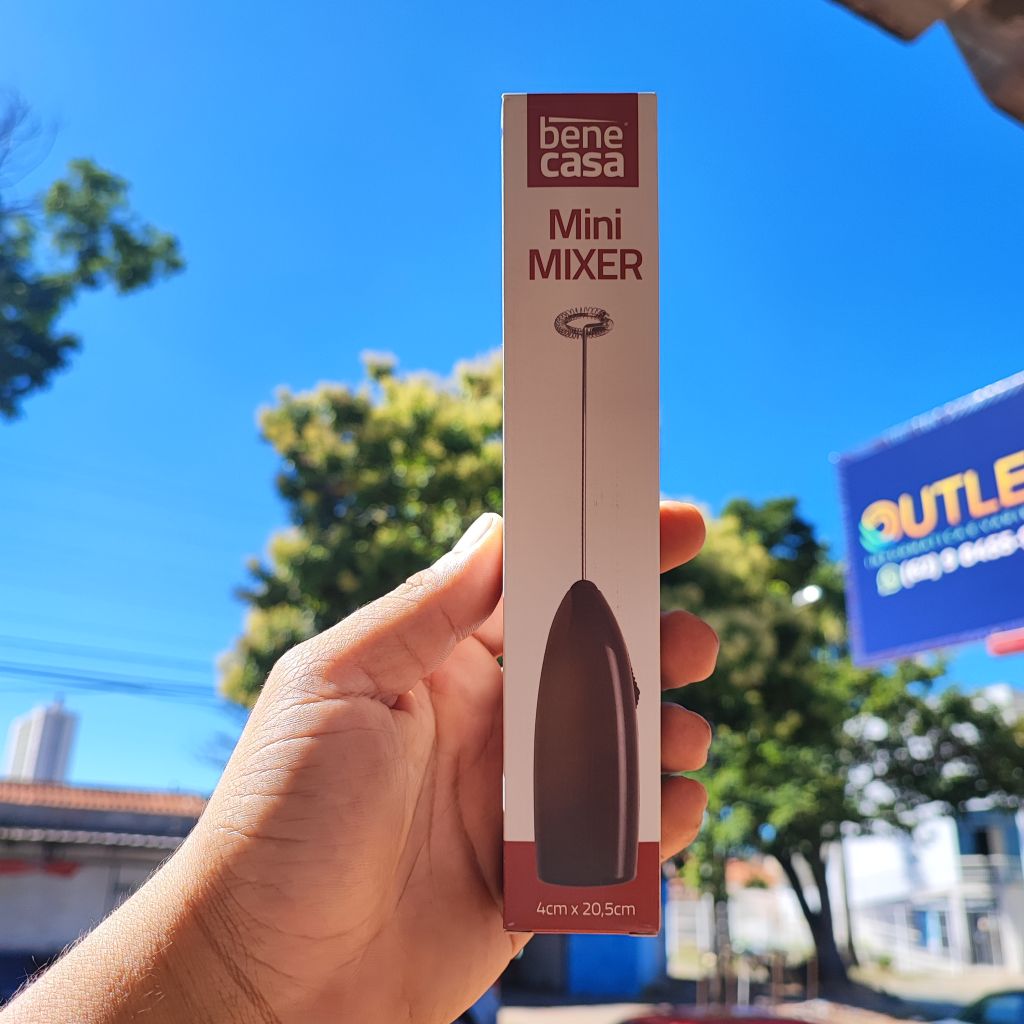 bene
casa
Mini
MIXER
4cm x 20,5cm
OUTLE